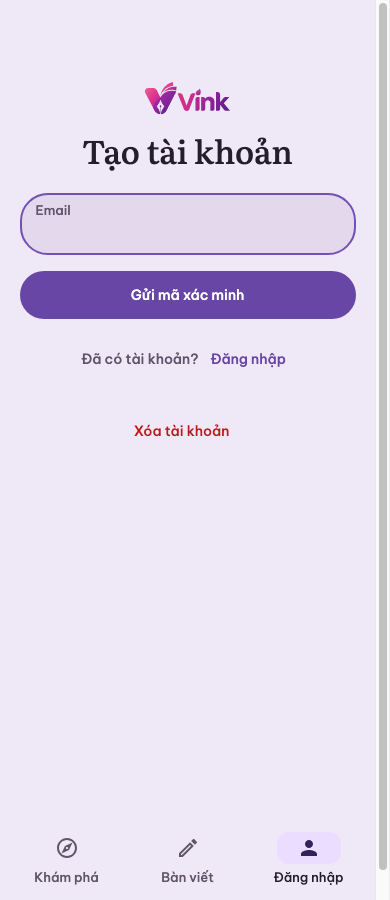 Vink
Tạo tài khoản
Email
Gửi mã xác minh
Đã có tài khoản? Đăng nhập
Xóa tài khoản
Khám phá
Bàn viết
Đăng nhập